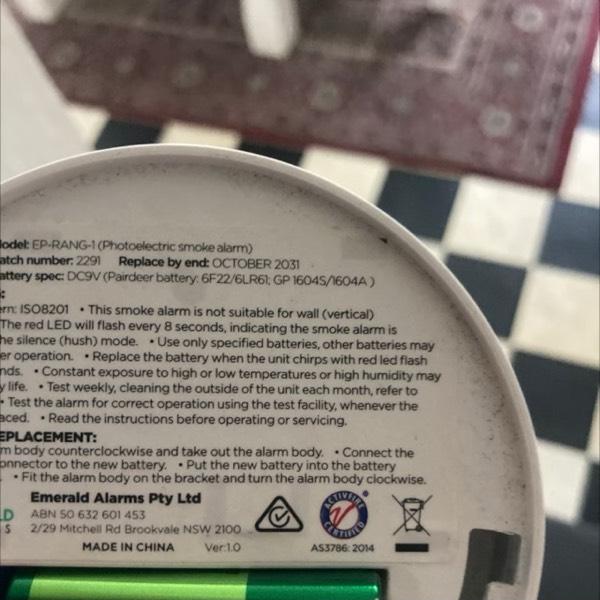 Model: EP-RANG-1 (Photoelectric smoke alarm)
atch number: 2291 Replace by end: OCTOBER 2031
attery spec: DC9V (Pairdeer battery: 6F22/6LR61; GP 1604S/1604A )
:
ern: ISO8201 • This smoke alarm is not suitable for wall (vertical)
The red LED will flash every 8 seconds, indicating the smoke alarm is
he silence (hush) mode. • Use only specified batteries, other batteries may
er operation. • Replace the battery when the unit chirps with red led flash
nds. • Constant exposure to high or low temperatures or high humidity may
y life. • Test weekly, cleaning the outside of the unit each month, refer to
• Test the alarm for correct operation using the test facility, whenever the
aced. • Read the instructions before operating or servicing.
EPLACEMENT:
m body counterclockwise and take out the alarm body. • Connect the
onnector to the new battery. • Put the new battery into the battery
. • Fit the alarm body on the bracket and turn the alarm body clockwise.
Emerald Alarms Pty Ltd
LD ABN 50 632 601 453
S 2/29 Mitchell Rd Brookvale NSW 2100
MADE IN CHINA Ver:1.0
ACTIVFIRE
CERTIFIED
®
AS3786: 2014